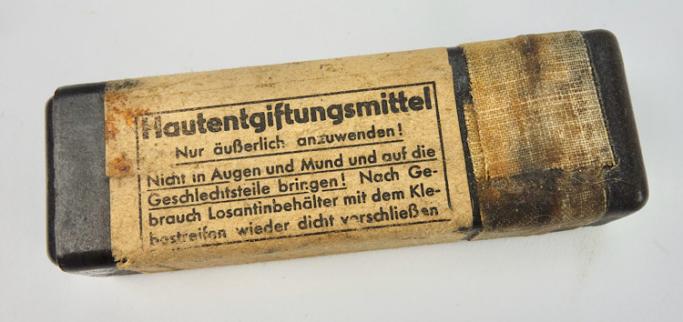 Hautentgiftungsmittel
Nur äußerlich anzuwenden!
Nicht in Augen und Mund und auf die
Geschlechtsteile bringen! Nach Ge-
brauch Losantinbehälter mit dem Kle-
bestreifen wieder dicht verschließen